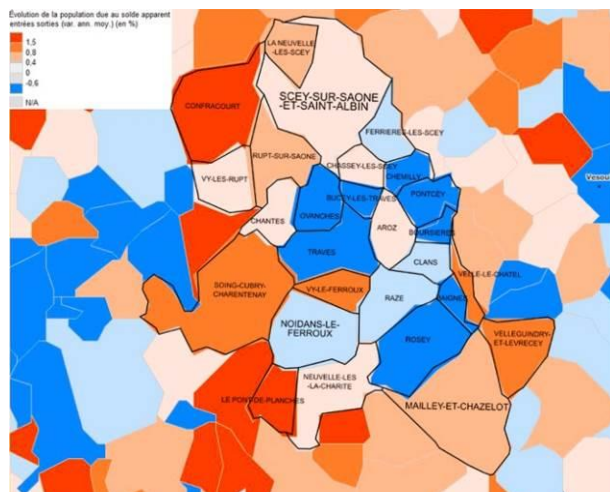 Évolution de la population due au solde apparent
entrées sorties (var. ann. moy.) (en %)
1,5
0,8
0,4
0
-0,6
N/A
LA NEUVELLE
-LES-SCEY
SCEY-SUR-SAONE
-ET-SAINT-ALBIN
CONFRACOURT
FERRIERES-LES-SCEY
RUPT-SUR-SAONE
CHASSEY-LES-SCEY
CHEMILLY
VY-LES-RUPT
BUCEY-LES-TRAVES
PONTCEY
OVANCHES
CHANTES
AROZ
BOURSIERES
TRAVES
CLANS
SOING-CUBRY-
CHARENTENAY
VY-LE-FERROUX
VELLE-LE-CHATEL
RAZE
BAIGNES
NOIDANS-LE-
FERROUX
ROSEY
VELLEGUINDRY-
ET-LEVRECEY
NEUVELLE-LES
-LA-CHARITE
LE PONT-DE-PLANCHES
MAILLEY-ET-CHAZELOT